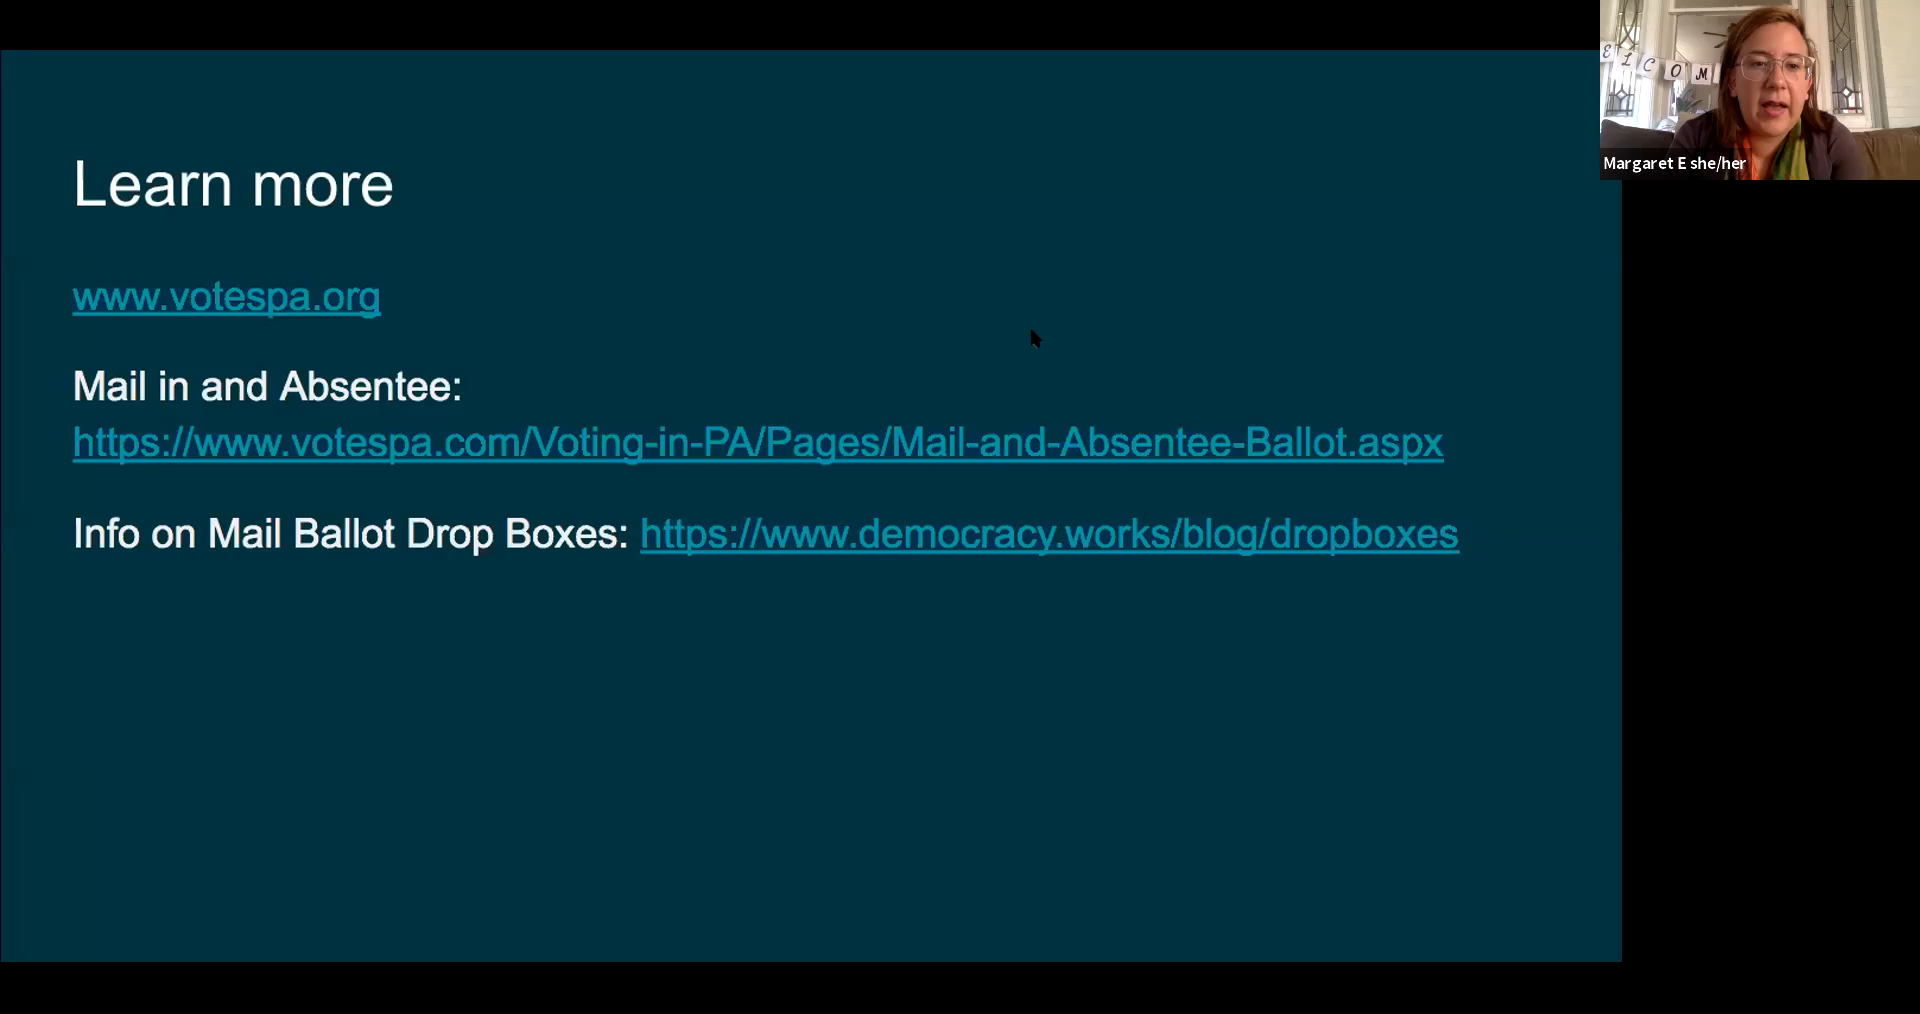 Learn more
www.votespa.org
Mail in and Absentee:
https://www.votespa.com/Voting-in-PA/Pages/Mail-and-Absentee-Ballot.aspx
Info on Mail Ballot Drop Boxes: https://www.democracy.works/blog/dropboxes
E L C O M
Margaret E she/her